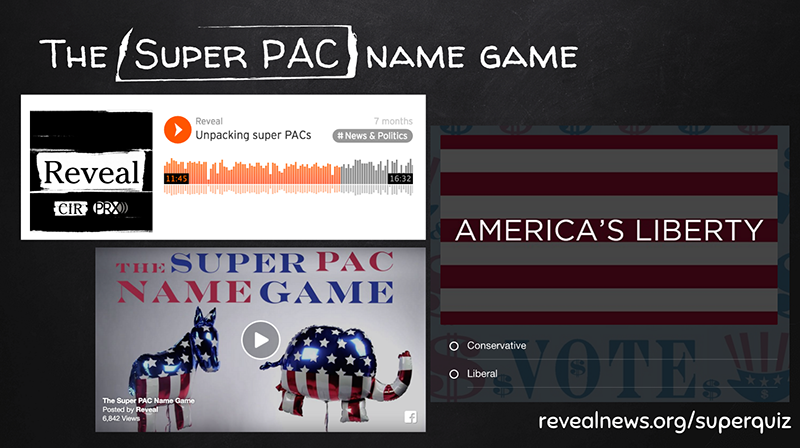 THE SUPER PAC NAME GAME
Reveal
CIR PRX
Reveal
7 months
Unpacking super PACs
# News & Politics
11:45
16:32
THE SUPER PAC
NAME GAME
The Super PAC Name Game
Posted by Reveal
6,842 Views
f
AMERICA'S LIBERTY
Conservative
Liberal
$ $VOTE $
revealnews.org/superquiz